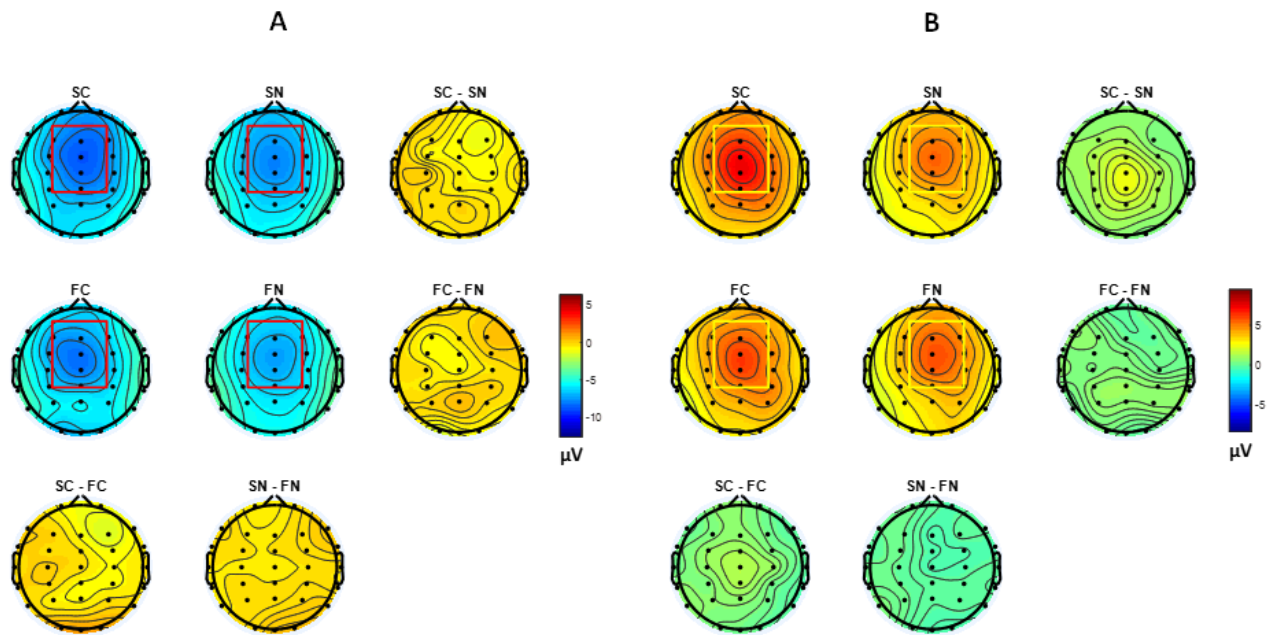 A
B
SC
SN
SC - SN
SC
SN
SC - SN
FC
FN
FC - FN
5
0
-5
-10
μV
FC
FN
FC - FN
5
0
-5
μV
SC - FC
SN - FN
SC - FC
SN - FN